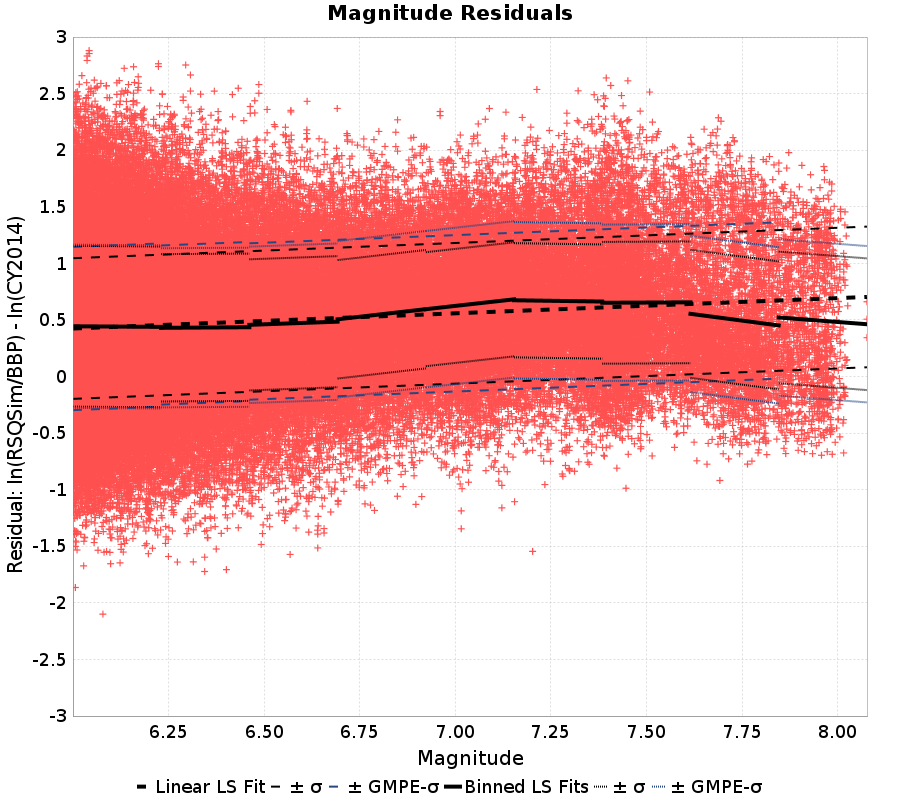 Magnitude Residuals
Residual: ln(RSQSim/BBP) - ln(CY2014)
3
2.5
2
1.5
1
0.5
0
-0.5
-1
-1.5
-2
-2.5
-3
6.25 6.50 6.75 7.00 7.25 7.50 7.75 8.00
Magnitude
Linear LS Fit ± σ ± GMPE-σ Binned LS Fits ± σ ± GMPE-σ